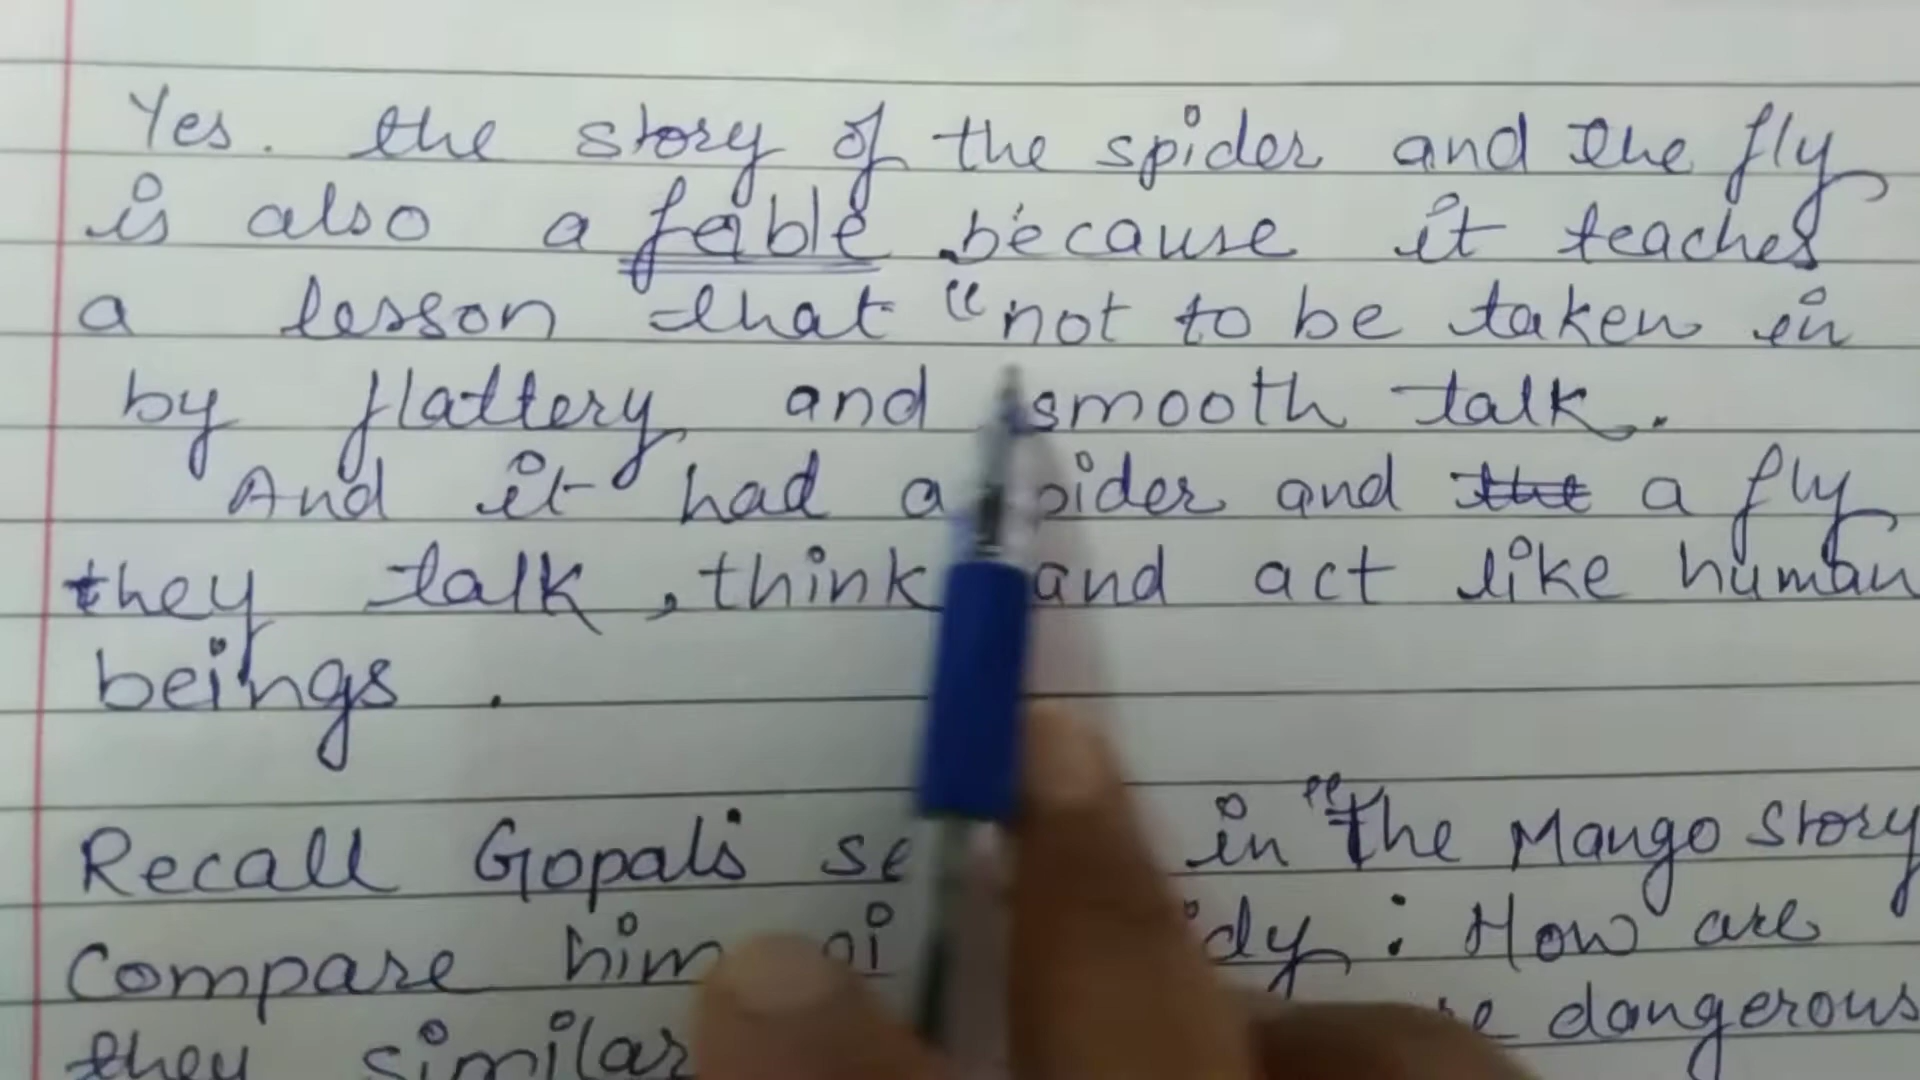 Yes. the story of the spider and the fly
is also a fable because it teaches
a lesson that "not to be taken in
by flattery and smooth talk.
And it had a and a fly
they talk, think and act like human
beings.
Recall Gopal's in "The Mango Story
Compare him : How are
they similar dangerous